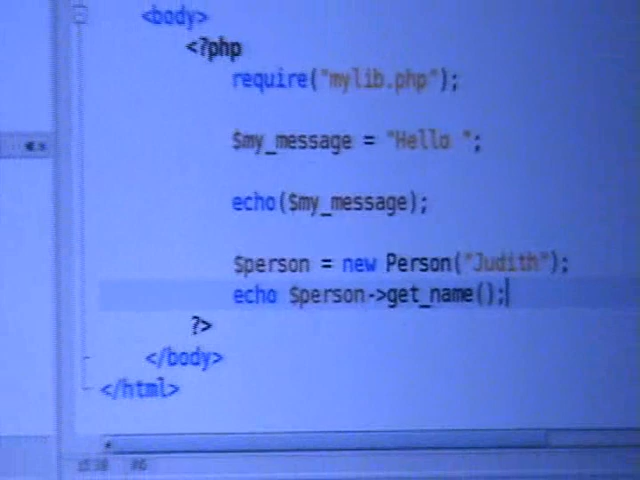 <body>
<?php
require("mylib.php");
$my_message = "Hello ";
echo($my_message);
$person = new Person("Judith");
echo $person->get_name();
?>
</body>
</html>